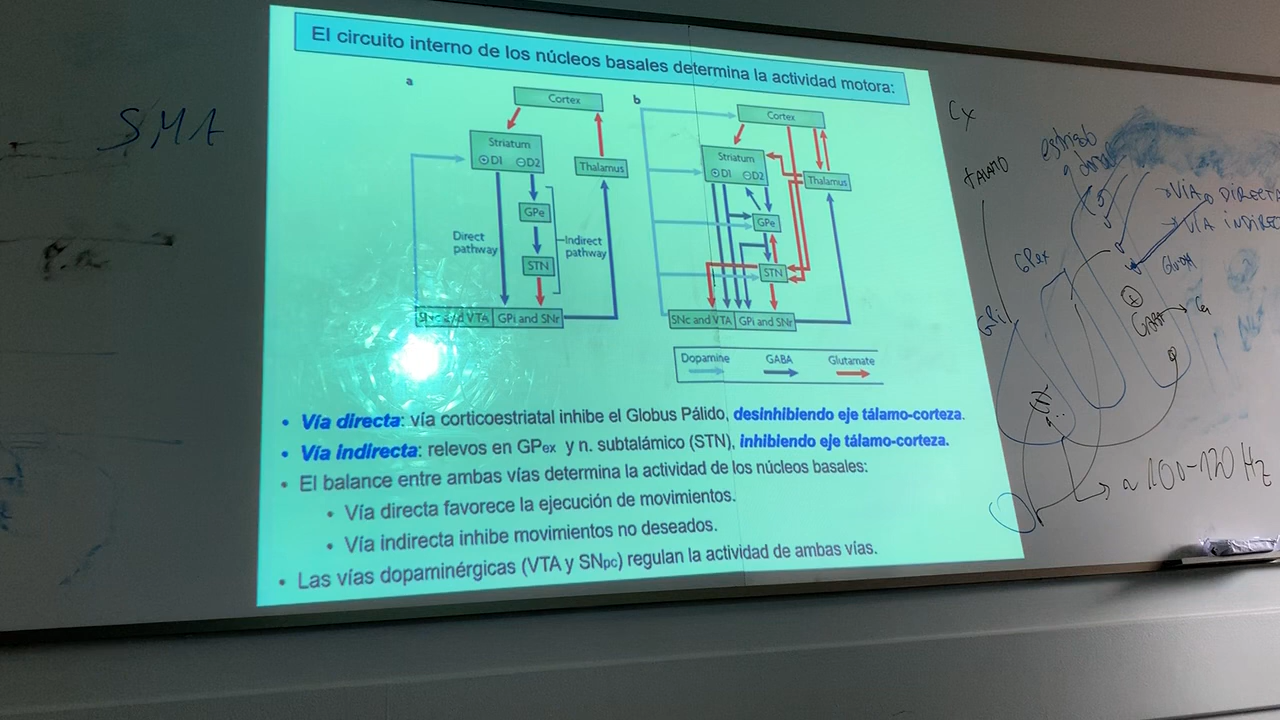 El circuito interno de los núcleos basales determina la actividad motora:
a
Cortex
Striatum
+D1 −D2
Thalamus
GPe
Direct pathway
Indirect pathway
STN
GPi and SNr
b
Cortex
Striatum
+D1 −D2
Thalamus
GPe
STN
SNc and VTA
GPi and SNr
Dopamine
GABA
Glutamate
• Vía directa: vía corticoestriatal inhibe el Globus Pálido, desinhibiendo eje tálamo-corteza.
• Vía indirecta: relevos en GPex y n. subtalámico (STN), inhibiendo eje tálamo-corteza.
• El balance entre ambas vías determina la actividad de los núcleos basales:
• Vía directa favorece la ejecución de movimientos.
• Vía indirecta inhibe movimientos no deseados.
• Las vías dopaminérgicas (VTA y SNpc) regulan la actividad de ambas vías.
SMA
Cx
TALAMO
estriado
VÍA DIRECTA
VÍA INDIREC
GPex
GPi
GABA
~ 100-120 Hz